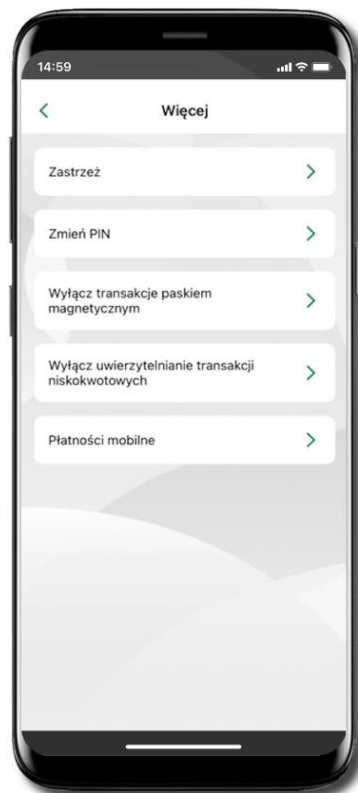 14:59
Więcej
Zastrzeż
Zmień PIN
Wyłącz transakcje paskiem
magnetycznym
Wyłącz uwierzytelnianie transakcji
niskokwotowych
Płatności mobilne